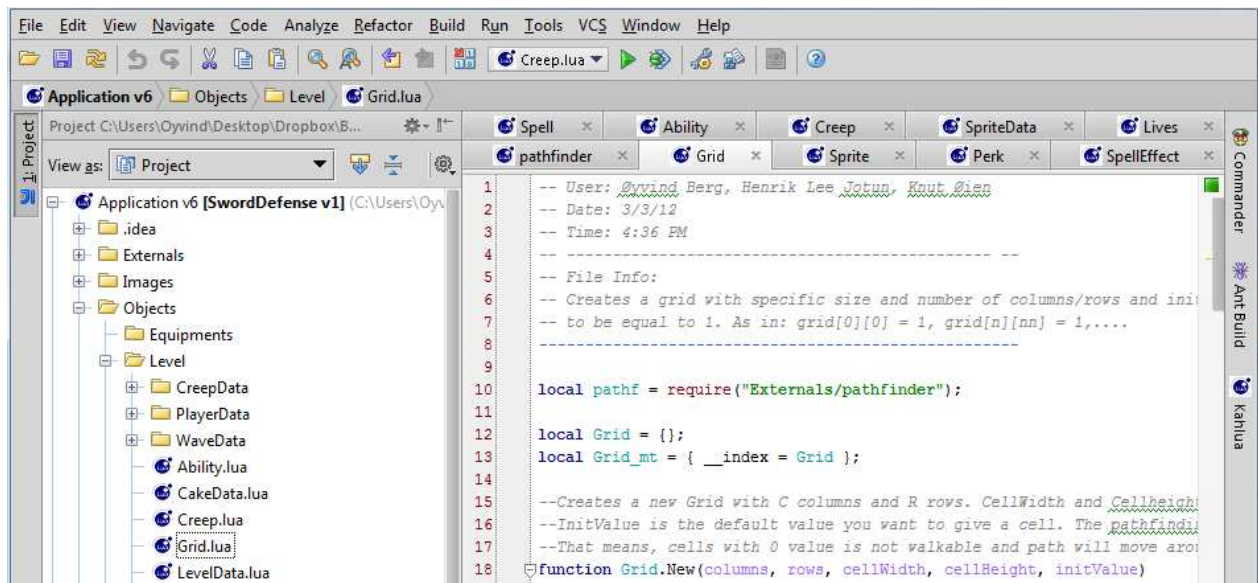 File Edit View Navigate Code Analyze Refactor Build Run Tools VCS Window Help
Creep.lua
Application v6 Objects Level Grid.lua
1: Project
Project C:\Users\Oyvind\Desktop\Dropbox\B...
View as: Project
Application v6 [SwordDefense v1] (C:\Users\Oyv
.idea
Externals
Images
Objects
Equipments
Level
CreepData
PlayerData
WaveData
Ability.lua
CakeData.lua
Creep.lua
Grid.lua
LevelData.lua
Spell Ability Creep SpriteData Lives
pathfinder Grid Sprite Perk SpellEffect
1 -- User: Øyvind Berg, Henrik Lee Jotun, Knut Øien
2 -- Date: 3/3/12
3 -- Time: 4:36 PM
4 -- ----------------------------------------------- --
5 -- File Info:
6 -- Creates a grid with specific size and number of columns/rows and ini
7 -- to be equal to 1. As in: grid[0][0] = 1, grid[n][nn] = 1,....
8 -----------------------------------------------------
9
10 local pathf = require("Externals/pathfinder");
11
12 local Grid = {};
13 local Grid_mt = { __index = Grid };
14
15 --Creates a new Grid with C columns and R rows. CellWidth and Cellheigh
16 --InitValue is the default value you want to give a cell. The pathfindi
17 --That means, cells with 0 value is not walkable and path will move aro
18 function Grid.New(columns, rows, cellWidth, cellHeight, initValue)
Commander
Ant Build
Kahlua